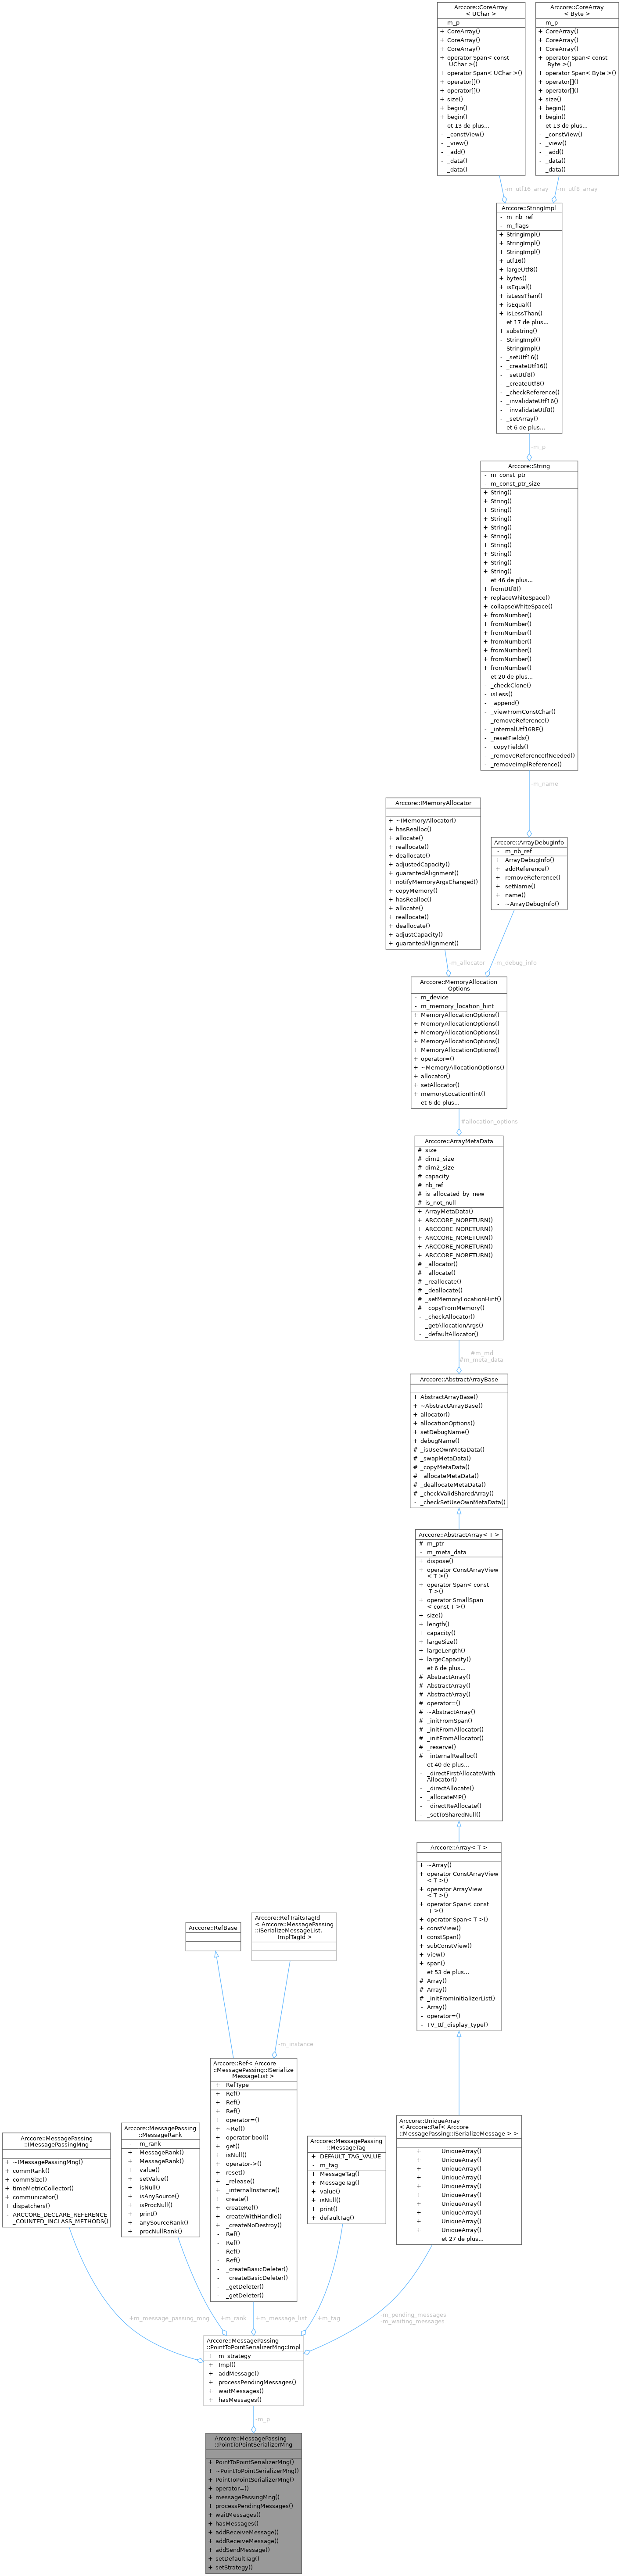 Arccore::CoreArray
< UChar >
- m_p
+ CoreArray()
+ CoreArray()
+ CoreArray()
+ operator Span< const
UChar >()
+ operator Span< UChar >()
+ operator[]()
+ operator[]()
+ size()
+ begin()
+ begin()
et 13 de plus...
- _constView()
- _view()
- _add()
- _data()
- _data()
Arccore::CoreArray
< Byte >
- m_p
+ CoreArray()
+ CoreArray()
+ CoreArray()
+ operator Span< const
Byte >()
+ operator Span< Byte >()
+ operator[]()
+ operator[]()
+ size()
+ begin()
+ begin()
et 13 de plus...
- _constView()
- _view()
- _add()
- _data()
- _data()
-m_utf16_array
-m_utf8_array
Arccore::StringImpl
- m_nb_ref
- m_flags
+ StringImpl()
+ StringImpl()
+ StringImpl()
+ utf16()
+ largeUtf8()
+ bytes()
+ isEqual()
+ isLessThan()
+ isEqual()
+ isLessThan()
et 17 de plus...
+ substring()
- StringImpl()
- StringImpl()
- _setUtf16()
- _createUtf16()
- _setUtf8()
- _createUtf8()
- _checkReference()
- _invalidateUtf16()
- _invalidateUtf8()
- _setArray()
et 6 de plus...
-m_p
Arccore::String
- m_const_ptr
- m_const_ptr_size
+ String()
+ String()
+ String()
+ String()
+ String()
+ String()
+ String()
+ String()
+ String()
+ String()
et 46 de plus...
+ fromUtf8()
+ replaceWhiteSpace()
+ collapseWhiteSpace()
+ fromNumber()
+ fromNumber()
+ fromNumber()
+ fromNumber()
+ fromNumber()
+ fromNumber()
+ fromNumber()
et 20 de plus...
- _checkClone()
- isLess()
- _append()
- _viewFromConstChar()
- _removeReference()
- _internalUtf16BE()
- _resetFields()
- _copyFields()
- _removeReferenceIfNeeded()
- _removeImplReference()
-m_name
Arccore::IMemoryAllocator
+ ~IMemoryAllocator()
+ hasRealloc()
+ allocate()
+ reallocate()
+ deallocate()
+ adjustedCapacity()
+ guarantedAlignment()
+ notifyMemoryArgsChanged()
+ copyMemory()
+ hasRealloc()
+ allocate()
+ reallocate()
+ deallocate()
+ adjustCapacity()
+ guarantedAlignment()
Arccore::ArrayDebugInfo
- m_nb_ref
+ ArrayDebugInfo()
+ addReference()
+ removeReference()
+ setName()
+ name()
- ~ArrayDebugInfo()
-m_allocator
-m_debug_info
Arccore::MemoryAllocation
Options
- m_device
- m_memory_location_hint
+ MemoryAllocationOptions()
+ MemoryAllocationOptions()
+ MemoryAllocationOptions()
+ MemoryAllocationOptions()
+ MemoryAllocationOptions()
+ operator=()
+ ~MemoryAllocationOptions()
+ allocator()
+ setAllocator()
+ memoryLocationHint()
et 6 de plus...
#allocation_options
Arccore::ArrayMetaData
# size
# dim1_size
# dim2_size
# capacity
# nb_ref
# is_allocated_by_new
# is_not_null
+ ArrayMetaData()
+ ARCCORE_NORETURN()
+ ARCCORE_NORETURN()
+ ARCCORE_NORETURN()
+ ARCCORE_NORETURN()
+ ARCCORE_NORETURN()
# _allocator()
# _allocate()
# _reallocate()
# _deallocate()
# _setMemoryLocationHint()
# _copyFromMemory()
- _checkAllocator()
- _getAllocationArgs()
- _defaultAllocator()
#m_md
#m_meta_data
Arccore::AbstractArrayBase
+ AbstractArrayBase()
+ ~AbstractArrayBase()
+ allocator()
+ allocationOptions()
+ setDebugName()
+ debugName()
# _isUseOwnMetaData()
# _swapMetaData()
# _copyMetaData()
# _allocateMetaData()
# _deallocateMetaData()
# _checkValidSharedArray()
- _checkSetUseOwnMetaData()
Arccore::AbstractArray< T >
# m_ptr
- m_meta_data
+ dispose()
+ operator ConstArrayView
< T >()
+ operator Span< const
T >()
+ operator SmallSpan
< const T >()
+ size()
+ length()
+ capacity()
+ largeSize()
+ largeLength()
+ largeCapacity()
et 6 de plus...
# AbstractArray()
# AbstractArray()
# AbstractArray()
# operator=()
# ~AbstractArray()
# _initFromSpan()
# _initFromAllocator()
# _initFromAllocator()
# _reserve()
# _internalRealloc()
et 40 de plus...
- _directFirstAllocateWith
Allocator()
- _directAllocate()
- _allocateMP()
- _directReAllocate()
- _setToSharedNull()
Arccore::Array< T >
+ ~Array()
+ operator ConstArrayView
< T >()
+ operator ArrayView
< T >()
+ operator Span< const
T >()
+ operator Span< T >()
+ constView()
+ constSpan()
+ subConstView()
+ view()
+ span()
et 53 de plus...
# Array()
# Array()
# _initFromInitializerList()
- Array()
- operator=()
- TV_ttf_display_type()
Arccore::RefBase
Arccore::RefTraitsTagId
< Arccore::MessagePassing
::ISerializeMessageList,
ImplTagId >
-m_instance
Arccore::MessagePassing
::IMessagePassingMng
+ ~IMessagePassingMng()
+ commRank()
+ commSize()
+ timeMetricCollector()
+ communicator()
+ dispatchers()
- ARCCORE_DECLARE_REFERENCE
_COUNTED_INCLASS_METHODS()
Arccore::MessagePassing
::MessageRank
- m_rank
+ MessageRank()
+ MessageRank()
+ value()
+ setValue()
+ isNull()
+ isAnySource()
+ isProcNull()
+ print()
+ anySourceRank()
+ procNullRank()
Arccore::Ref< Arccore
::MessagePassing::ISerialize
MessageList >
+ RefType
+ Ref()
+ Ref()
+ Ref()
+ operator=()
+ ~Ref()
+ operator bool()
+ get()
+ isNull()
+ operator->()
+ reset()
+ _release()
+ _internalInstance()
+ create()
+ createRef()
+ createWithHandle()
+ _createNoDestroy()
- Ref()
- Ref()
- Ref()
- Ref()
- _createBasicDeleter()
- _createBasicDeleter()
- _getDeleter()
- _getDeleter()
Arccore::MessagePassing
::MessageTag
+ DEFAULT_TAG_VALUE
- m_tag
+ MessageTag()
+ MessageTag()
+ value()
+ isNull()
+ print()
+ defaultTag()
Arccore::UniqueArray
< Arccore::Ref< Arccore
::MessagePassing::ISerializeMessage > >
+ UniqueArray()
+ UniqueArray()
+ UniqueArray()
+ UniqueArray()
+ UniqueArray()
+ UniqueArray()
+ UniqueArray()
+ UniqueArray()
+ UniqueArray()
+ UniqueArray()
et 27 de plus...
+m_message_passing_mng
+m_rank
+m_message_list
+m_tag
-m_pending_messages
-m_waiting_messages
Arccore::MessagePassing
::PointToPointSerializerMng::Impl
+ m_strategy
+ Impl()
+ addMessage()
+ processPendingMessages()
+ waitMessages()
+ hasMessages()
-m_p
Arccore::MessagePassing
::PointToPointSerializerMng
+ PointToPointSerializerMng()
+ ~PointToPointSerializerMng()
+ PointToPointSerializerMng()
+ operator=()
+ messagePassingMng()
+ processPendingMessages()
+ waitMessages()
+ hasMessages()
+ addReceiveMessage()
+ addReceiveMessage()
+ addSendMessage()
+ setDefaultTag()
+ setStrategy()